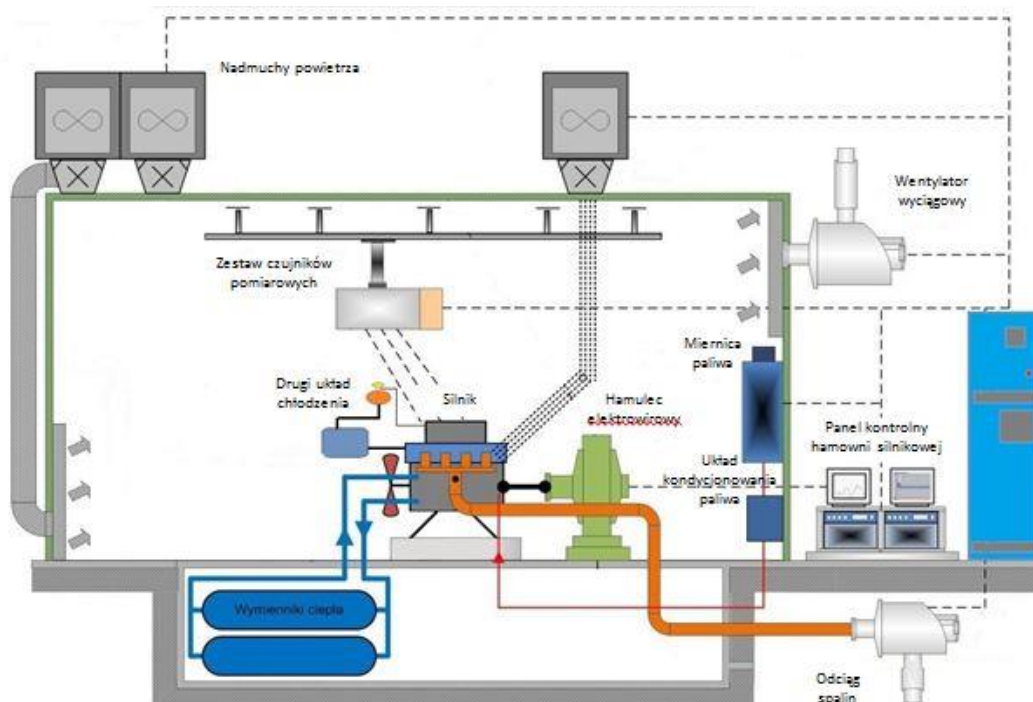 Nadmuchy powietrza
Wentylator
wyciągowy
Zestaw czujników
pomiarowych
Miernica
paliwa
Drugi układ
chłodzenia
Silnik
Hamulec
elektrowirowy
Panel kontrolny
hamowni silnikowej
Układ
kondycjonowania
paliwa
Wymienniki ciepła
Odciąg
spalin